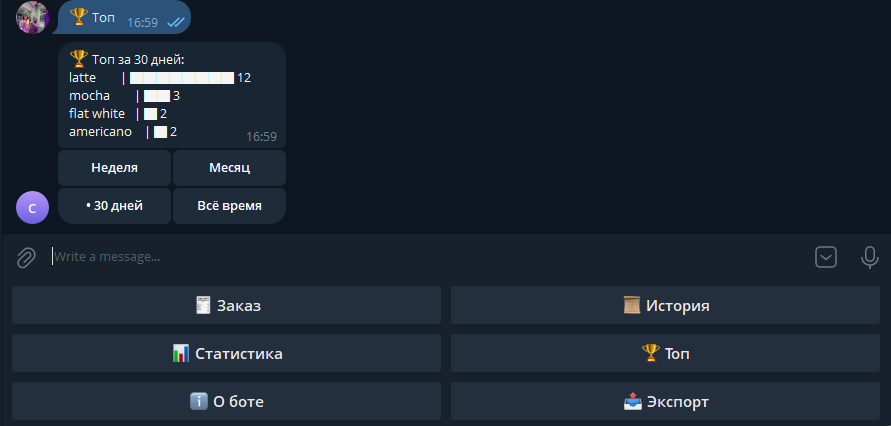 🏆 Топ 16:59
🏆 Топ за 30 дней:
latte | ████████████ 12
mocha | ███ 3
flat white | ██ 2
americano | ██ 2
16:59
Неделя
Месяц
• 30 дней
Всё время
C
Write a message...
Заказ
История
Статистика
🏆 Топ
О боте
Экспорт